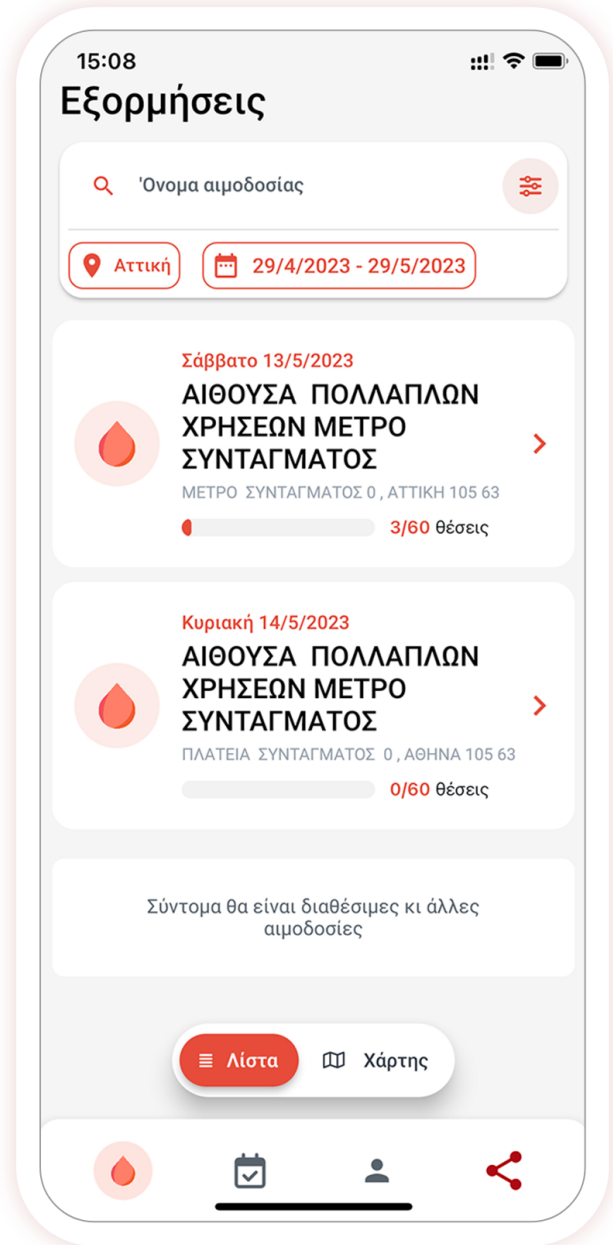 15:08
Εξορμήσεις
'Ονομα αιμοδοσίας
Αττική 29/4/2023 - 29/5/2023
Σάββατο 13/5/2023
ΑΙΘΟΥΣΑ ΠΟΛΛΑΠΛΩΝ
ΧΡΗΣΕΩΝ ΜΕΤΡΟ
ΣΥΝΤΑΓΜΑΤΟΣ
ΜΕΤΡΟ ΣΥΝΤΑΓΜΑΤΟΣ 0 , ΑΤΤΙΚΗ 105 63
3/60 θέσεις
Κυριακή 14/5/2023
ΑΙΘΟΥΣΑ ΠΟΛΛΑΠΛΩΝ
ΧΡΗΣΕΩΝ ΜΕΤΡΟ
ΣΥΝΤΑΓΜΑΤΟΣ
ΠΛΑΤΕΙΑ ΣΥΝΤΑΓΜΑΤΟΣ 0 , ΑΘΗΝΑ 105 63
0/60 θέσεις
Σύντομα θα είναι διαθέσιμες κι άλλες
αιμοδοσίες
Λίστα Χάρτης